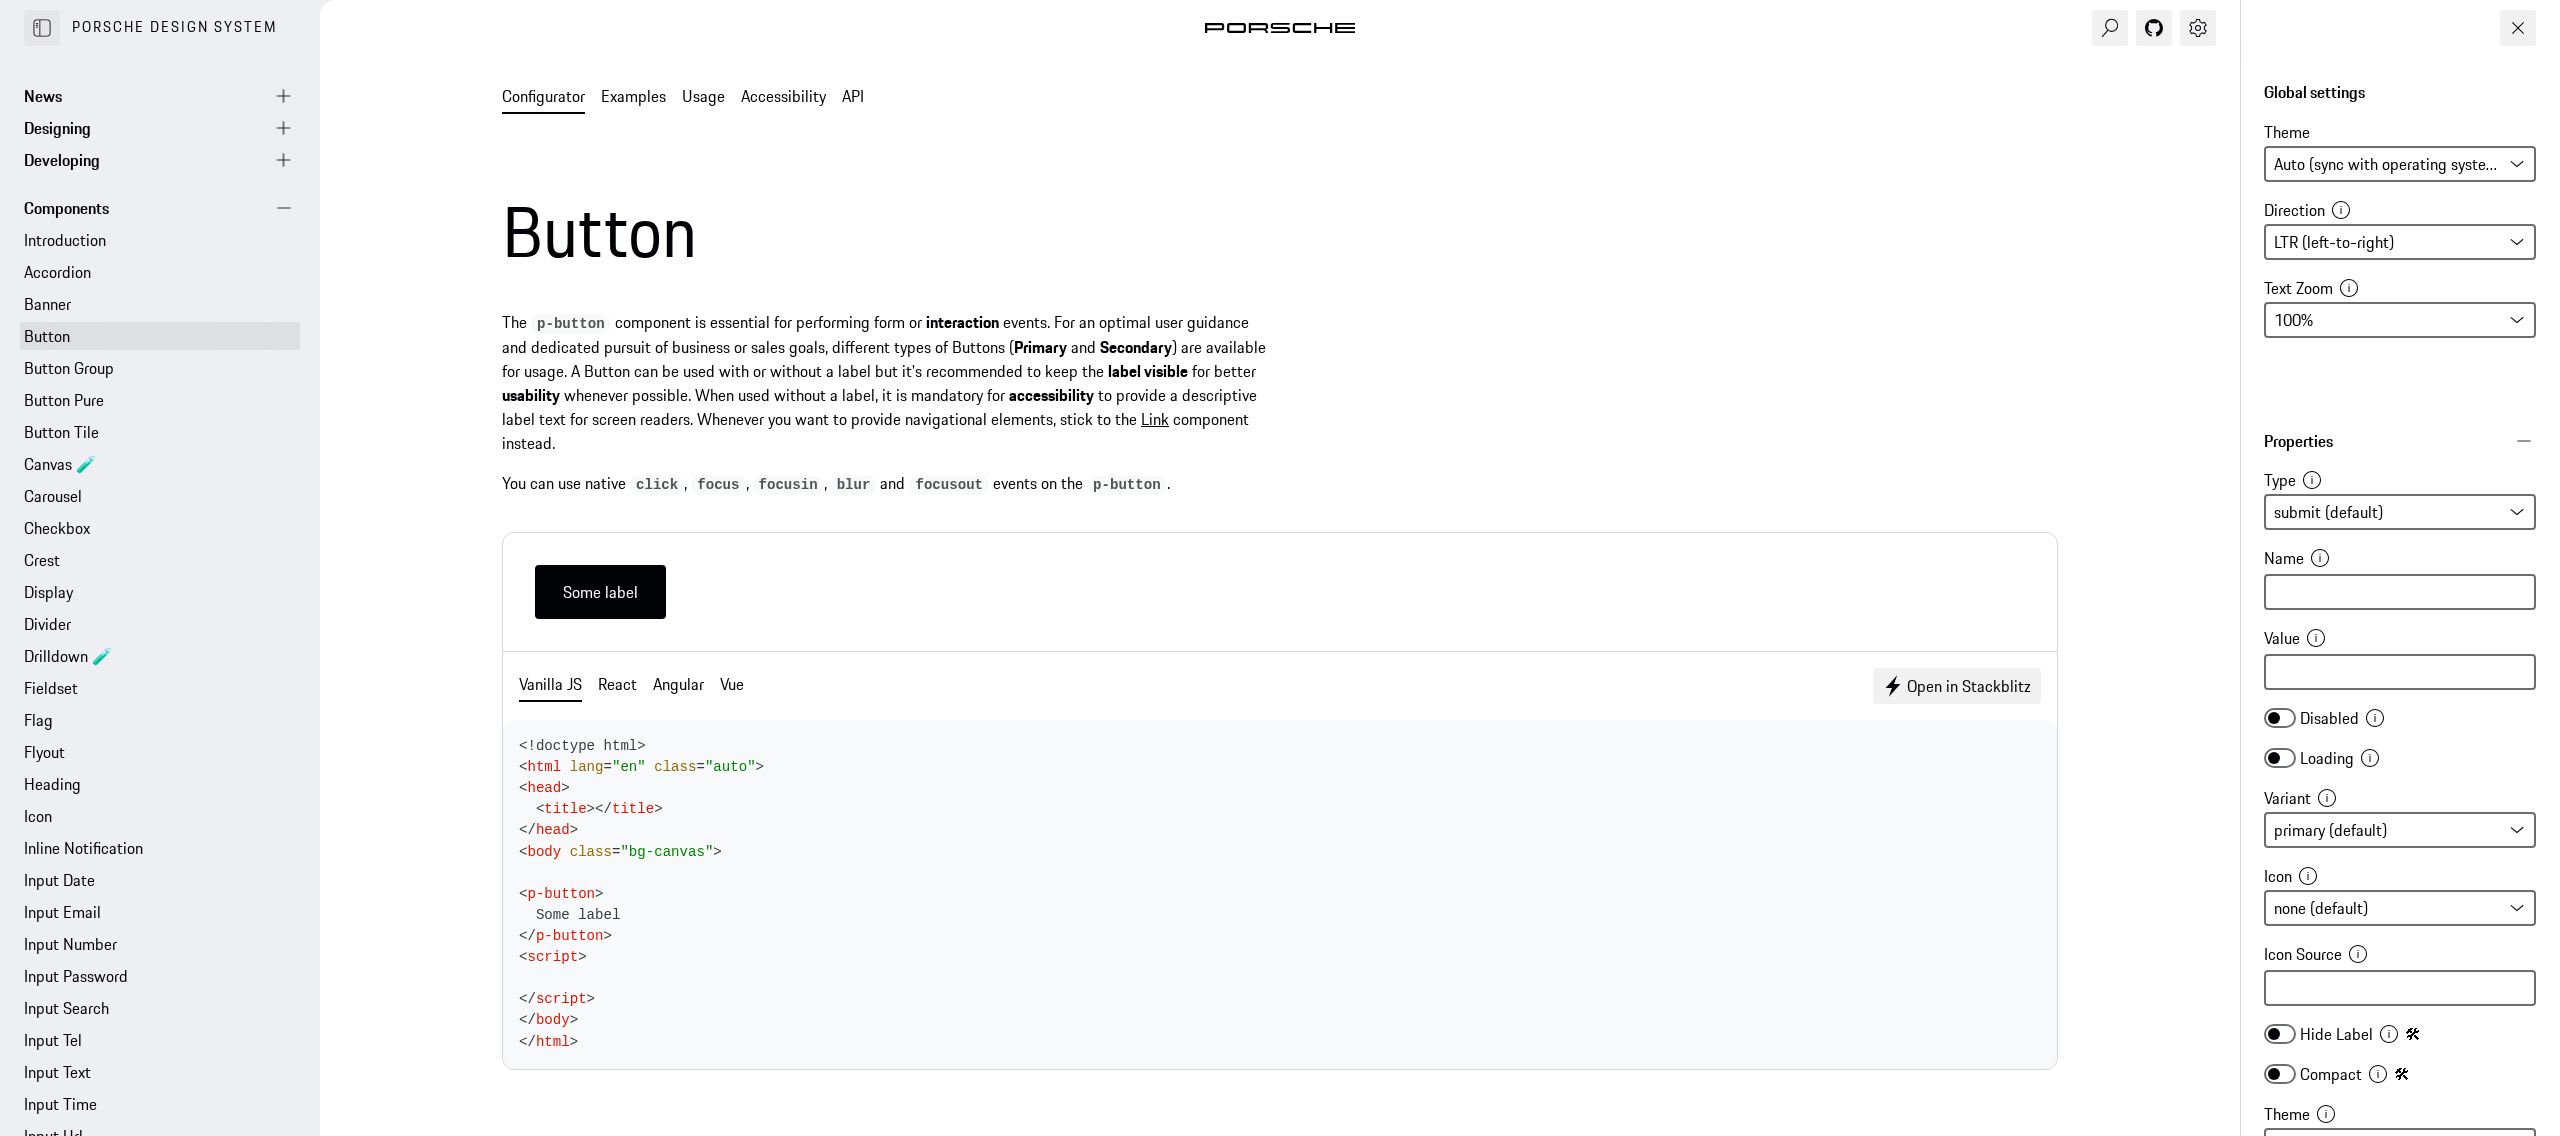 PORSCHE DESIGN SYSTEM
News
Designing
Developing
Components
Introduction
Accordion
Banner
Button
Button Group
Button Pure
Button Tile
Canvas 🧪
Carousel
Checkbox
Crest
Display
Divider
Drilldown 🧪
Fieldset
Flag
Flyout
Heading
Icon
Inline Notification
Input Date
Input Email
Input Number
Input Password
Input Search
Input Tel
Input Text
Input Time
PORSCHE
Configurator Examples Usage Accessibility API
Button
The p-button component is essential for performing form or interaction events. For an optimal user guidance
and dedicated pursuit of business or sales goals, different types of Buttons (Primary and Secondary) are available
for usage. A Button can be used with or without a label but it's recommended to keep the label visible for better
usability whenever possible. When used without a label, it is mandatory for accessibility to provide a descriptive
label text for screen readers. Whenever you want to provide navigational elements, stick to the Link component
instead.
You can use native click, focus, focusin, blur and focusout events on the p-button.
Some label
Vanilla JS React Angular Vue
Open in Stackblitz
<!doctype html>
<html lang="en" class="auto">
<head>
  <title></title>
</head>
<body class="bg-canvas">
<p-button>
  Some label
</p-button>
<script>
</script>
</body>
</html>
Global settings
Theme
Auto (sync with operating syste...
Direction
LTR (left-to-right)
Text Zoom
100%
Properties
Type
submit (default)
Name
Value
Disabled
Loading
Variant
primary (default)
Icon
none (default)
Icon Source
Hide Label 🛠
Compact 🛠
Theme